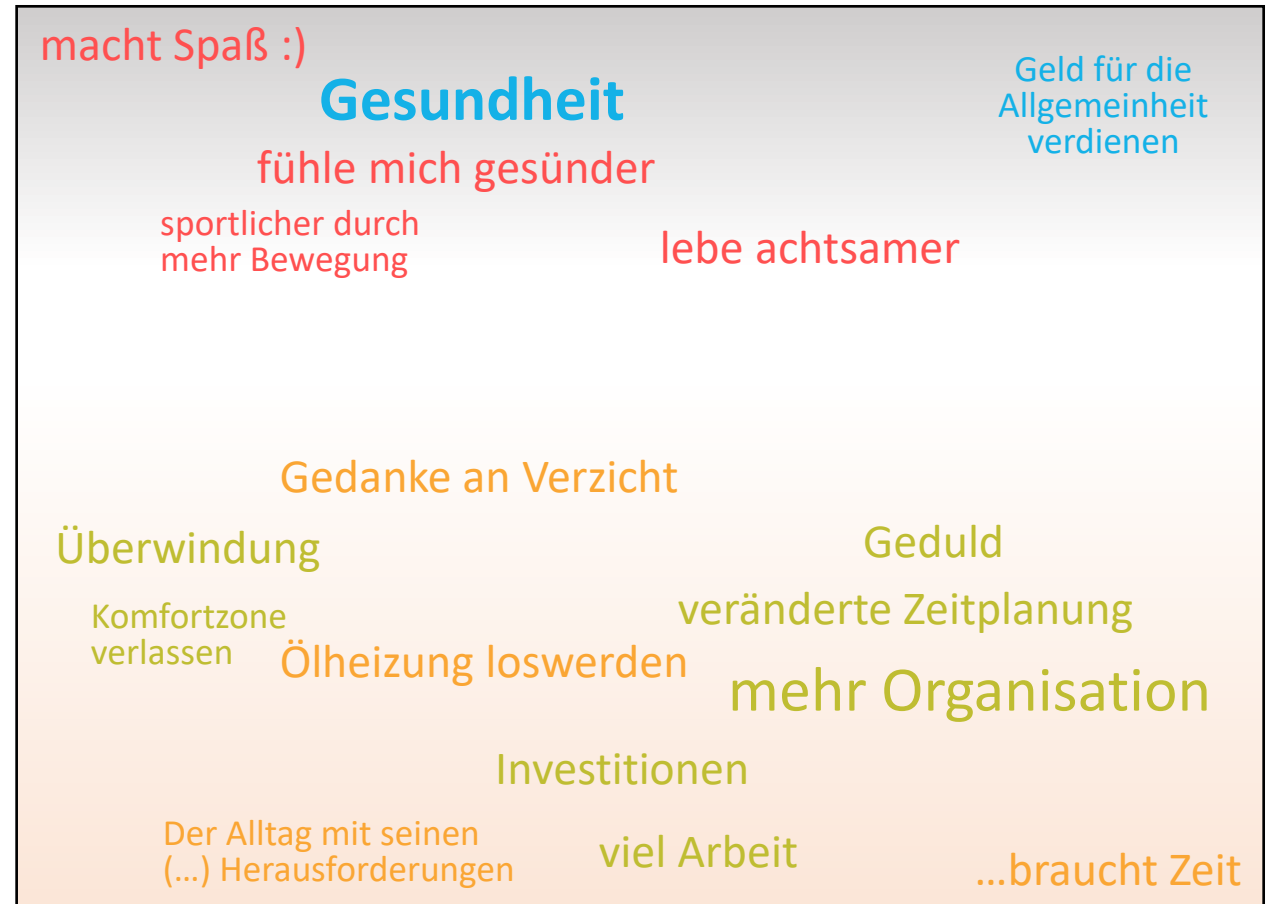 macht Spaß :)
Gesundheit
Geld für die
Allgemeinheit
verdienen
fühle mich gesünder
sportlicher durch
mehr Bewegung
lebe achtsamer
Gedanke an Verzicht
Überwindung
Geduld
Komfortzone
verlassen
veränderte Zeitplanung
Ölheizung loswerden
mehr Organisation
Investitionen
Der Alltag mit seinen
(...) Herausforderungen
viel Arbeit
...braucht Zeit